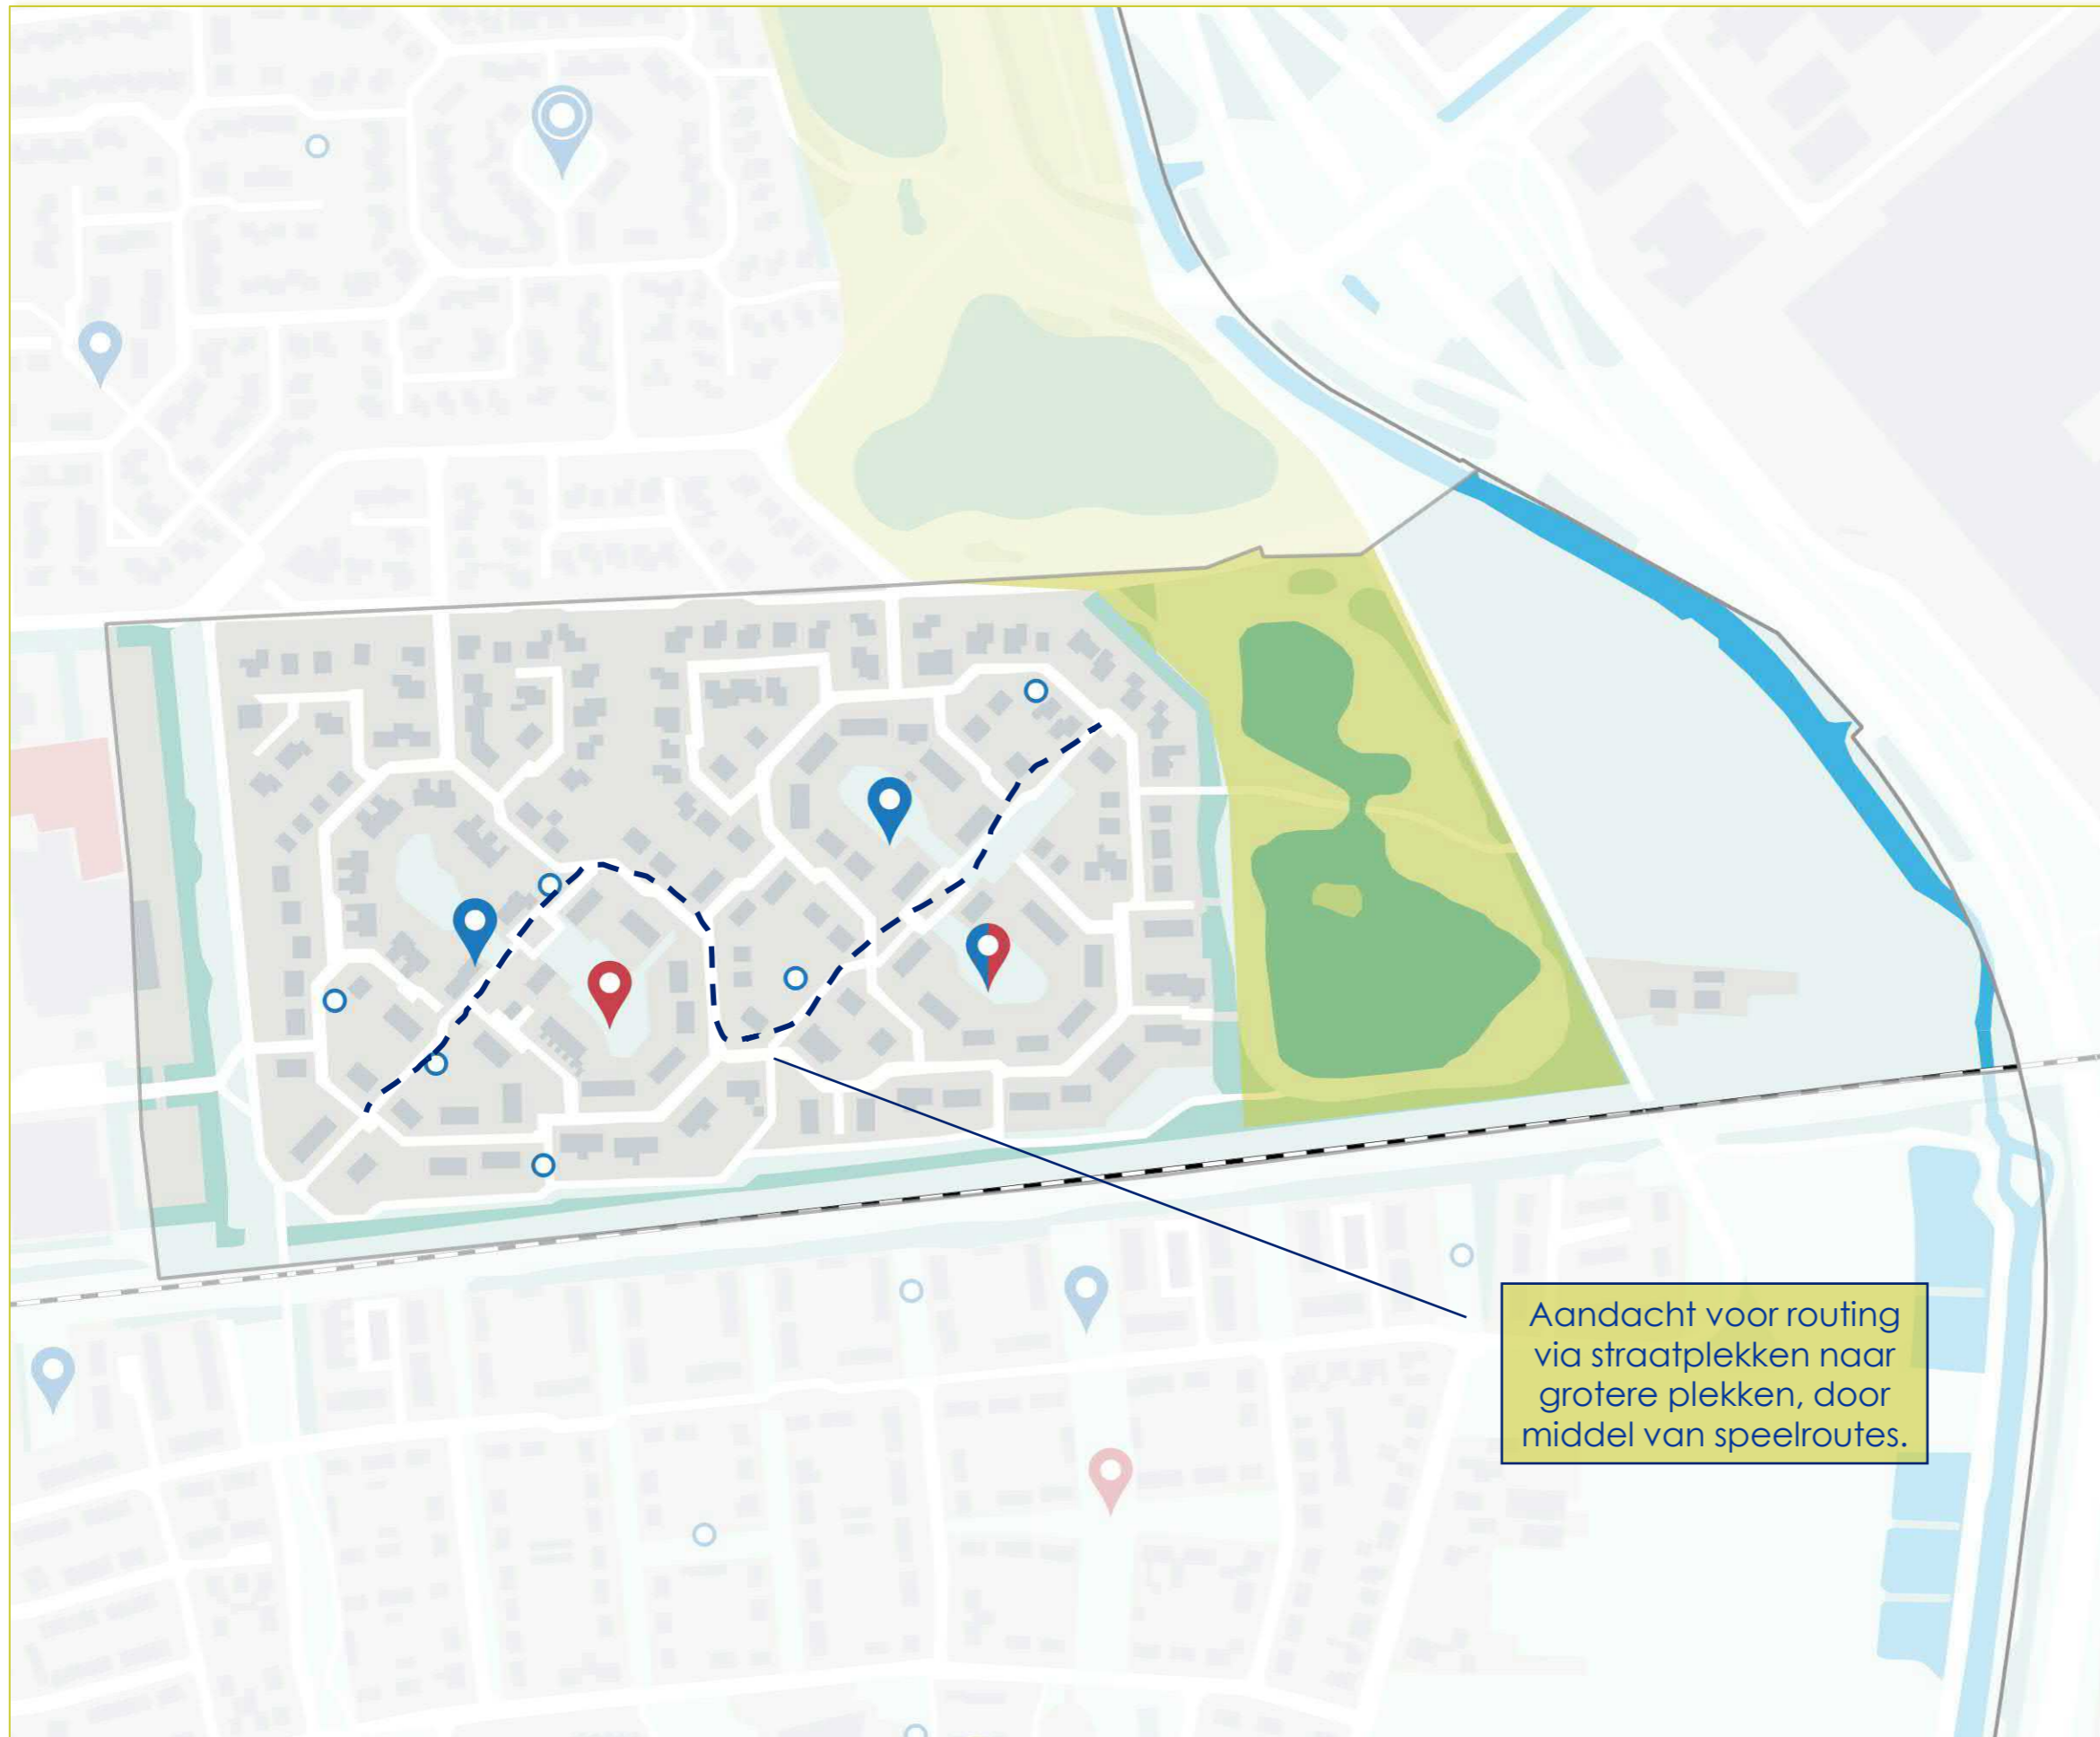 Aandacht voor routing
via straatplekken naar
grotere plekken, door
middel van speelroutes.